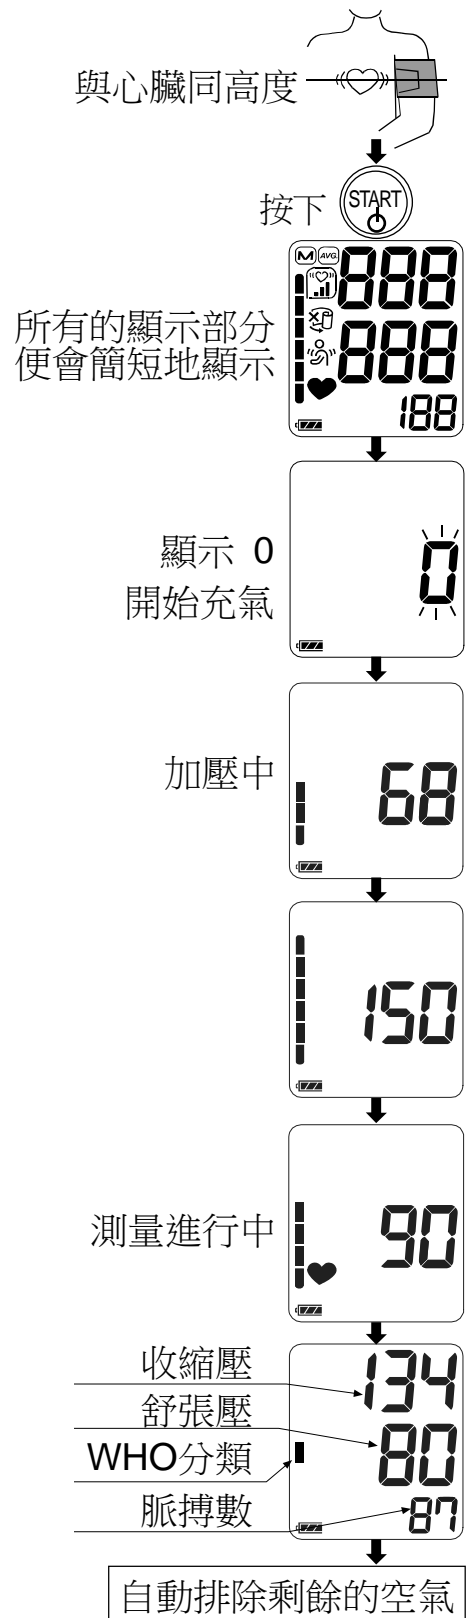 與心臟同高度
按下 START
M AVG. 888
所有的顯示部分
便會簡短地顯示
888
188
顯示 0
開始充氣
0
加壓中
68
150
測量進行中
90
收縮壓
134
舒張壓
80
WHO分類
脈搏數
87
自動排除剩餘的空氣